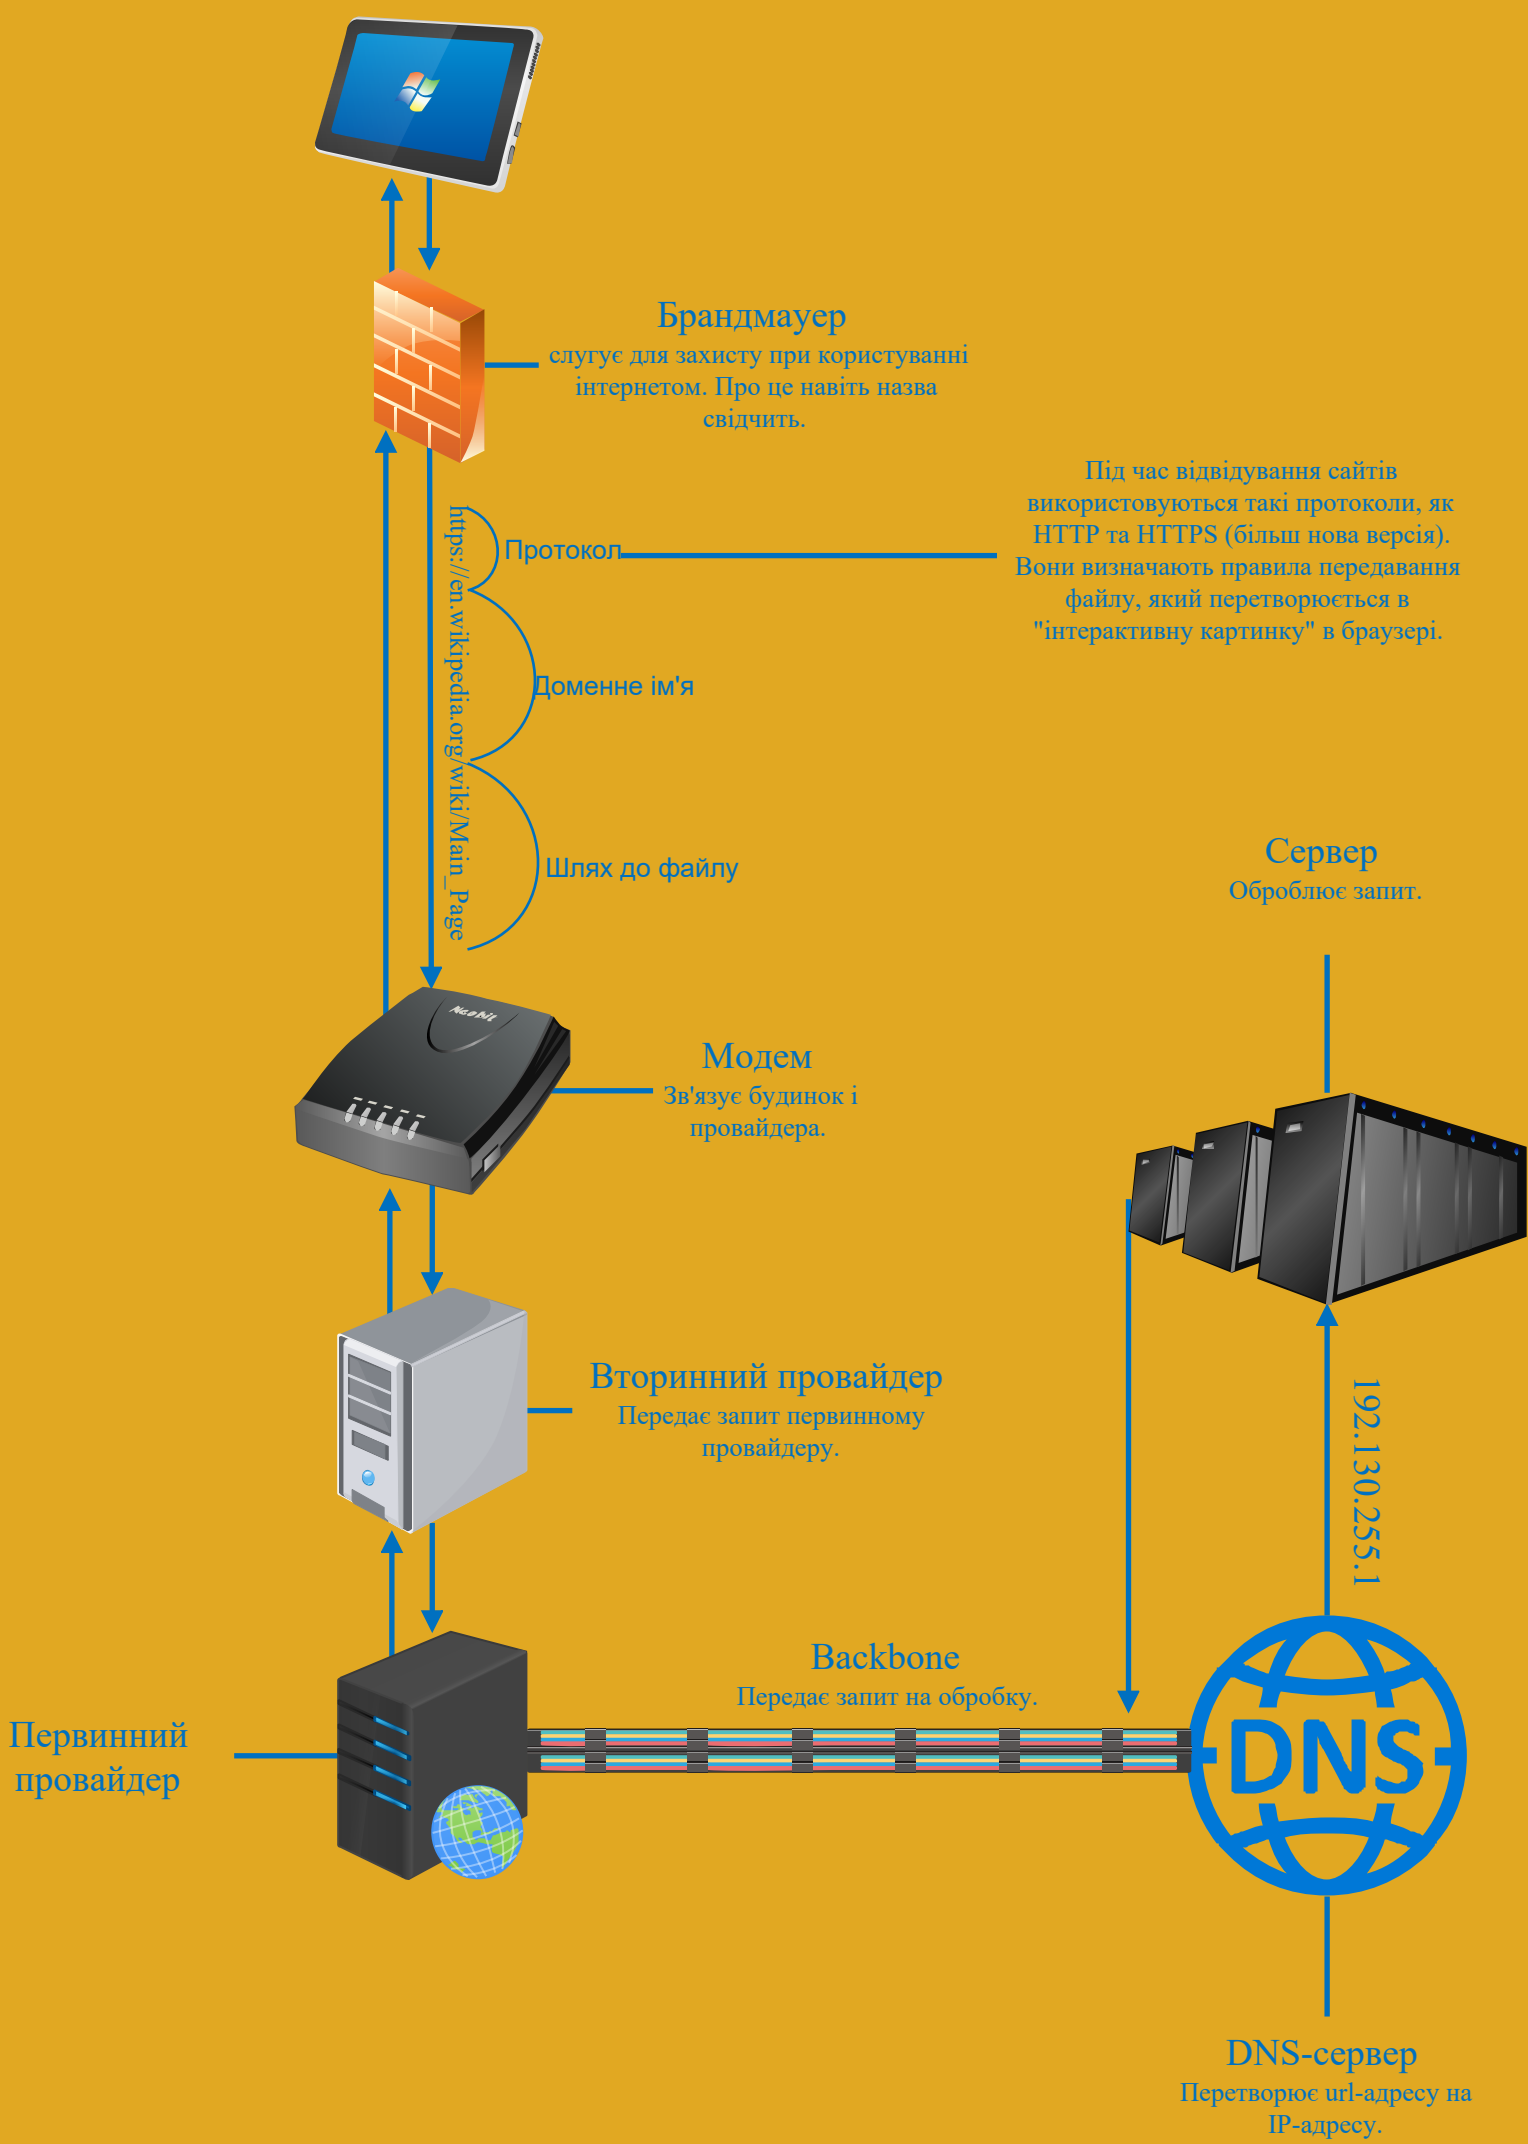 Брандмауер
слугує для захисту при користуванні
інтернетом. Про це навіть назва
свідчить.
Під час відвідування сайтів
використовуються такі протоколи, як
HTTP та HTTPS (більш нова версія).
Вони визначають правила передавання
файлу, який перетворюється в
"інтерактивну картинку" в браузері.
https://en.wikipedia.org/wiki/Main_Page
Протокол
Доменне ім'я
Шлях до файлу
Сервер
Оброблює запит.
Модем
Зв'язує будинок і
провайдера.
Вторинний провайдер
Передає запит первинному
провайдеру.
192.130.255.1
Backbone
Передає запит на обробку.
Первинний
провайдер
DNS
DNS-сервер
Перетворює url-адресу на
IP-адресу.